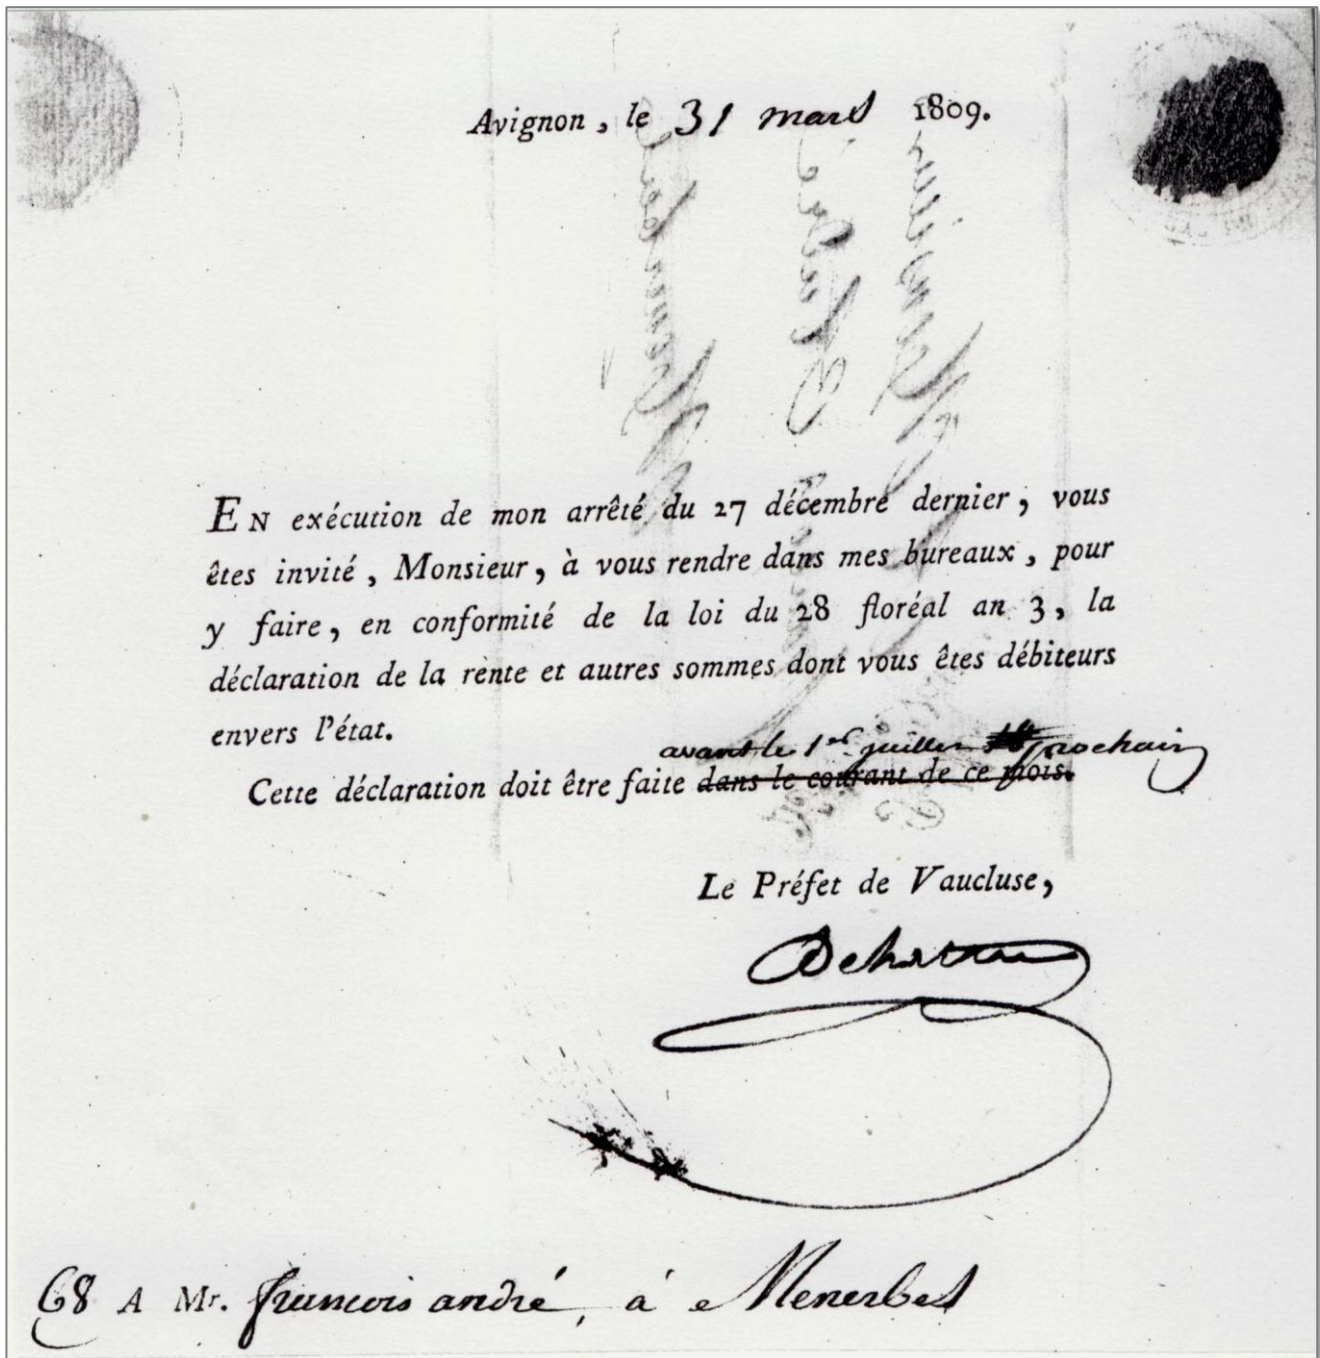 Avignon, le 31 mars 1809.
EN exécution de mon arrêté du 27 décembre dernier, vous
êtes invité, Monsieur, à vous rendre dans mes bureaux, pour
y faire, en conformité de la loi du 28 floréal an 3, la
déclaration de la rente et autres sommes dont vous êtes débiteurs
envers l'état.
avant le 1er juillet prochain
Cette déclaration doit être faite dans le courant de ce mois.
Le Préfet de Vaucluse,
68 A Mr. françois andré, à Menerbes